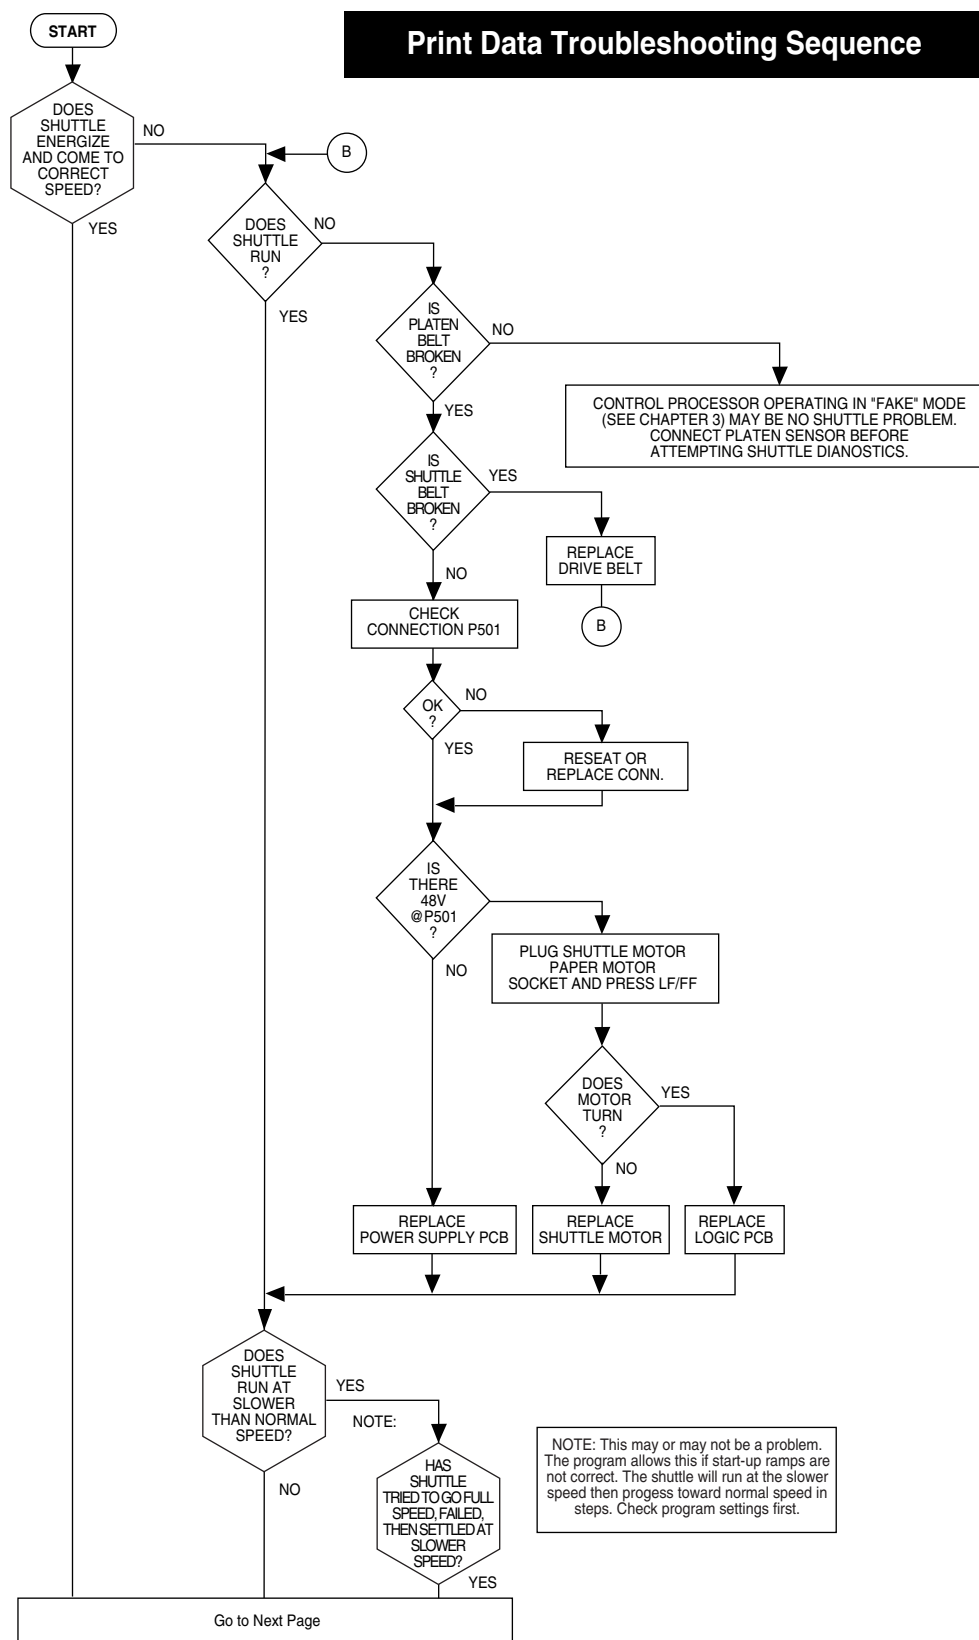 Print Data Troubleshooting Sequence
START
DOES
SHUTTLE
ENERGIZE
AND COME TO
CORRECT
SPEED?
NO
YES
B
DOES
SHUTTLE
RUN
?
NO
YES
IS
PLATEN
BELT
BROKEN
?
NO
YES
CONTROL PROCESSOR OPERATING IN "FAKE" MODE
(SEE CHAPTER 3) MAY BE NO SHUTTLE PROBLEM.
CONNECT PLATEN SENSOR BEFORE
ATTEMPTING SHUTTLE DIANOSTICS.
IS
SHUTTLE
BELT
BROKEN
?
YES
NO
REPLACE
DRIVE BELT
B
CHECK
CONNECTION P501
OK
?
NO
YES
RESEAT OR
REPLACE CONN.
IS
THERE
48V
@P501
?
NO
PLUG SHUTTLE MOTOR
PAPER MOTOR
SOCKET AND PRESS LF/FF
DOES
MOTOR
TURN
?
YES
NO
REPLACE
POWER SUPPLY PCB
REPLACE
SHUTTLE MOTOR
REPLACE
LOGIC PCB
DOES
SHUTTLE
RUN AT
SLOWER
THAN NORMAL
SPEED?
YES
NOTE:
NO
HAS
SHUTTLE
TRIED TO GO FULL
SPEED, FAILED,
THEN SETTLED AT
SLOWER
SPEED?
YES
NOTE: This may or may not be a problem.
The program allows this if start-up ramps are
not correct. The shuttle will run at the slower
speed then progess toward normal speed in
steps. Check program settings first.
Go to Next Page